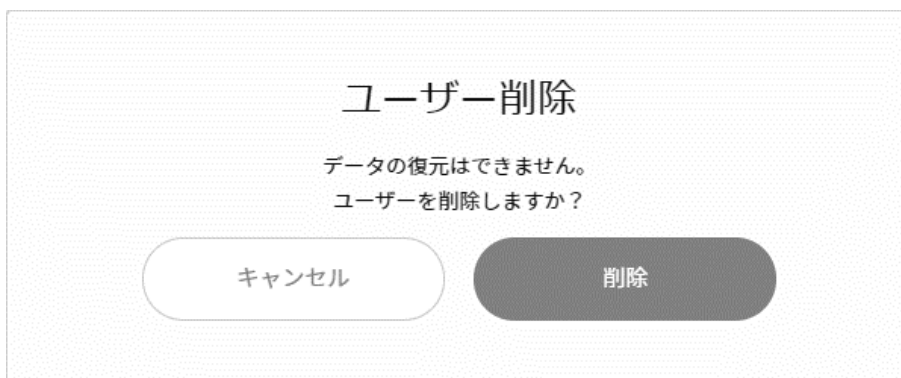 ユーザー削除
データの復元はできません。
ユーザーを削除しますか？
キャンセル
削除